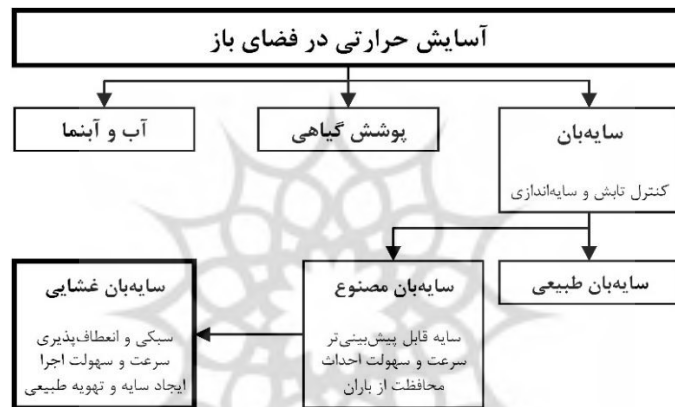 آسایش حرارتی در فضای باز
سایه‌بان
کنترل تابش و سایه‌اندازی
پوشش گیاهی
آب و آبنما
سایه‌بان طبیعی
سایه‌بان مصنوع
سایه قابل پیش‌بینی‌تر
سرعت و سهولت احداث
محافظت از باران
سایه‌بان غشایی
سبکی و انعطاف‌پذیری
سرعت و سهولت اجرا
ایجاد سایه و تهویه طبیعی